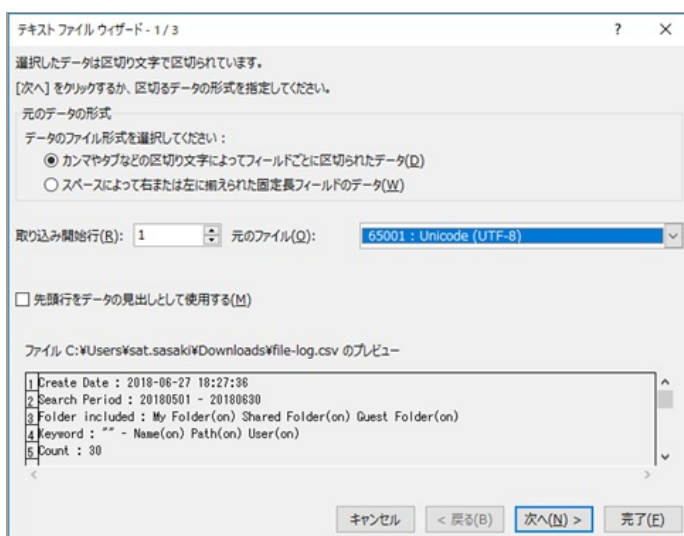 テキスト ファイル ウィザード - 1 / 3
? ×
選択したデータは区切り文字で区切られています。
[次へ] をクリックするか、区切るデータの形式を指定してください。
元のデータの形式
データのファイル形式を選択してください：
カンマやタブなどの区切り文字によってフィールドごとに区切られたデータ(D)
スペースによって右または左に揃えられた固定長フィールドのデータ(W)
取り込み開始行(R): 1 元のファイル(O): 65001 : Unicode (UTF-8)
先頭行をデータの見出しとして使用する(M)
ファイル C:¥Users¥sat.sasaki¥Downloads¥file-log.csv のプレビュー
1 Create Date : 2018-06-27 18:27:36
2 Search Period : 20180501 - 20180630
3 Folder included : My Folder(on) Shared Folder(on) Guest Folder(on)
4 Keyword : "" - Name(on) Path(on) User(on)
5 Count : 30
キャンセル < 戻る(B) 次へ(N) > 完了(F)